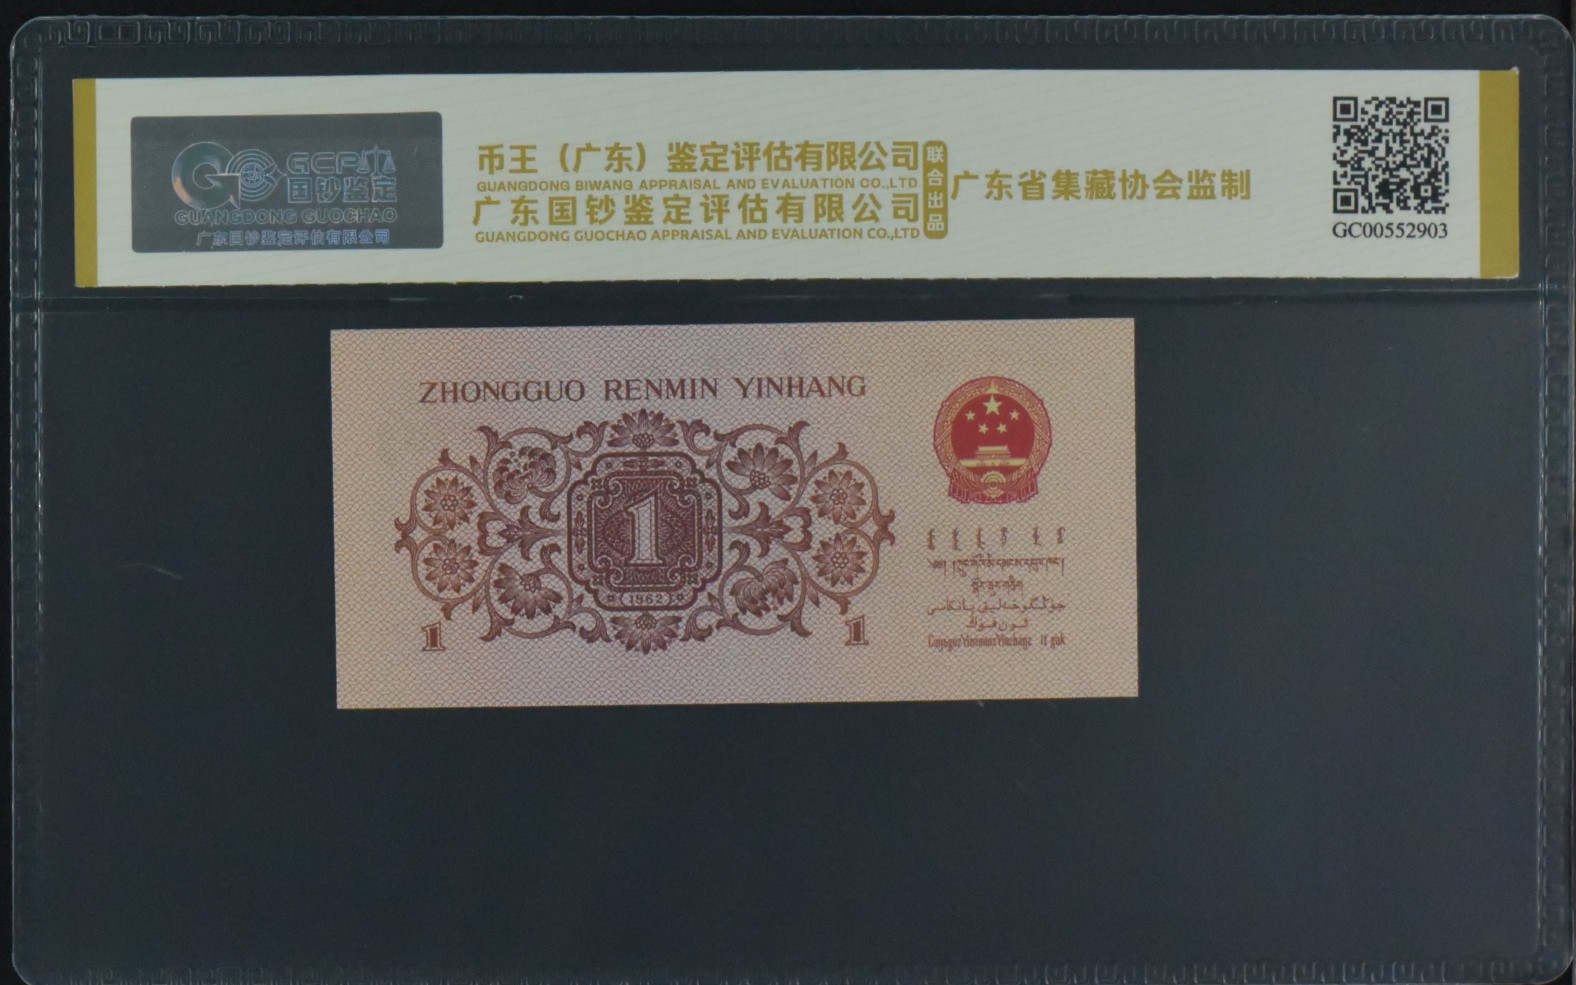 GCP
国钞鉴定
GUANGDONG GUOCHAO
广东国钞鉴定评估有限公司
币王（广东）鉴定评估有限公司
GUANGDONG BIWANG APPRAISAL AND EVALUATION CO.,LTD
广东国钞鉴定评估有限公司
GUANGDONG GUOCHAO APPRAISAL AND EVALUATION CO,.LTD
联合出品
广东省集藏协会监制
GC00552903
ZHONGGUO RENMIN YINHANG
1
1962
1
1